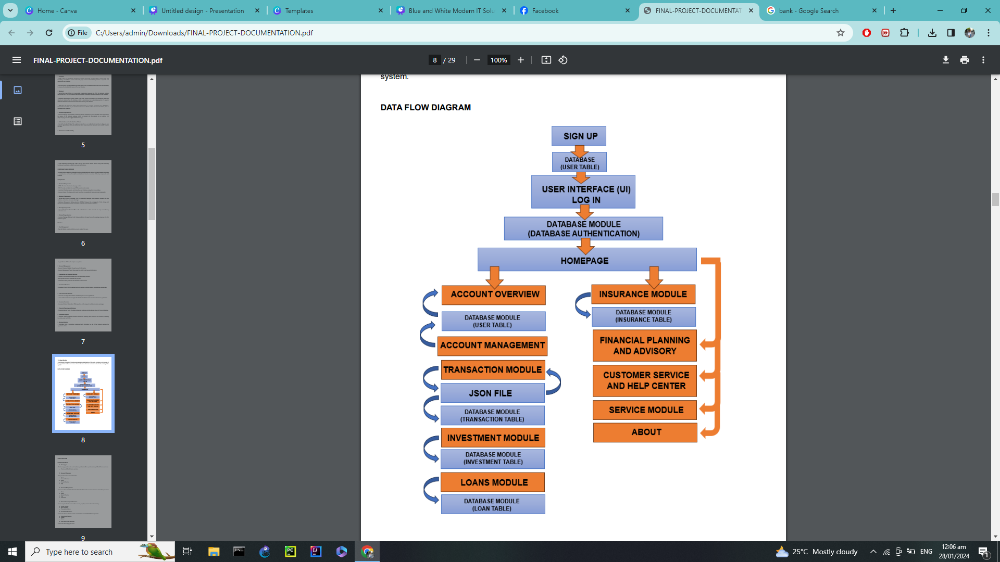 Home - Canva
Untitled design - Presentation
Templates
Blue and White Modern IT Solu
Facebook
FINAL-PROJECT-DOCUMENTAT
bank - Google Search
File
C:/Users/admin/Downloads/FINAL-PROJECT-DOCUMENTATION.pdf
FINAL-PROJECT-DOCUMENTATION.pdf
8 / 29
100%
5
6
7
8
9
system.
DATA FLOW DIAGRAM
SIGN UP
DATABASE
(USER TABLE)
USER INTERFACE (UI)
LOG IN
DATABASE MODULE
(DATABASE AUTHENTICATION)
HOMEPAGE
ACCOUNT OVERVIEW
DATABASE MODULE
(USER TABLE)
ACCOUNT MANAGEMENT
TRANSACTION MODULE
JSON FILE
DATABASE MODULE
(TRANSACTION TABLE)
INVESTMENT MODULE
DATABASE MODULE
(INVESTMENT TABLE)
LOANS MODULE
DATABASE MODULE
(LOAN TABLE)
INSURANCE MODULE
DATABASE MODULE
(INSURANCE TABLE)
FINANCIAL PLANNING
AND ADVISORY
CUSTOMER SERVICE
AND HELP CENTER
SERVICE MODULE
ABOUT
Type here to search
PC
IJ
25°C Mostly cloudy
ENG
12:06 am
28/01/2024
1